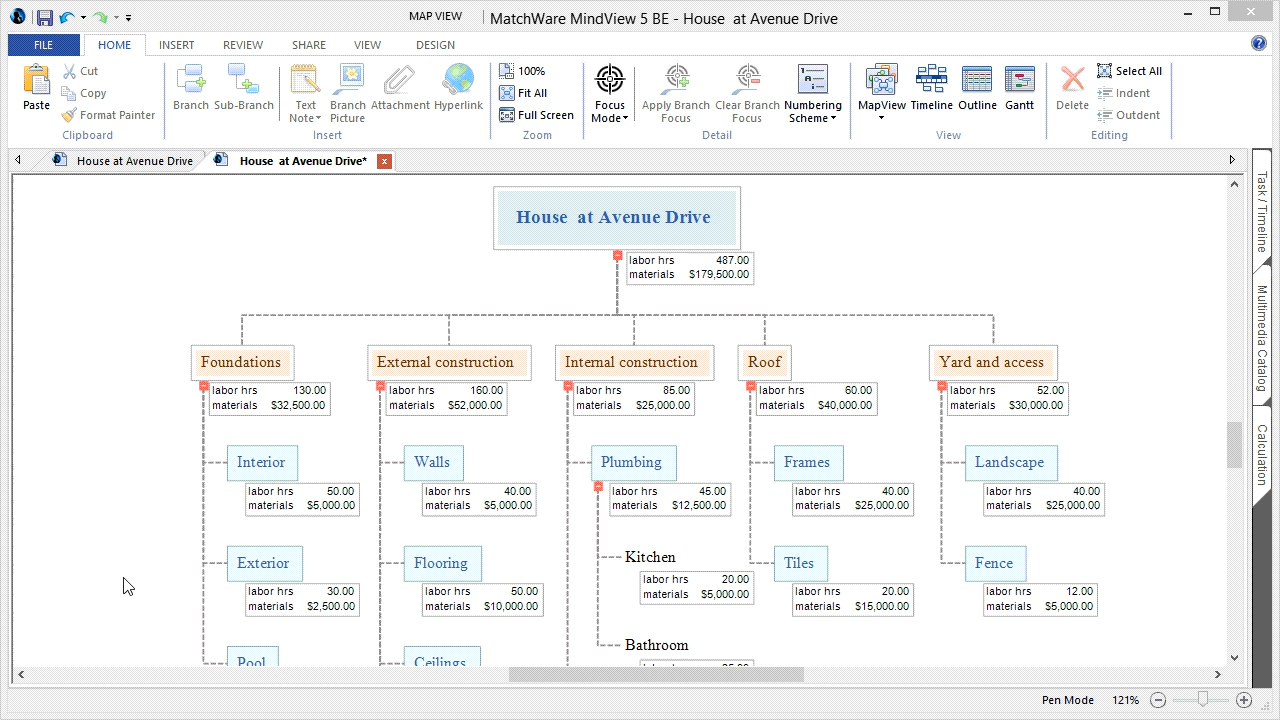 MAP VIEW
MatchWare MindView 5 BE - House  at Avenue Drive
FILE
HOME
INSERT
REVIEW
SHARE
VIEW
DESIGN
Paste
Cut
Copy
Format Painter
Clipboard
Branch
Sub-Branch
Text Note
Branch Picture
Attachment
Hyperlink
Insert
100%
Fit All
Full Screen
Zoom
Focus Mode
Apply Branch Focus
Clear Branch Focus
Numbering Scheme
Detail
MapView
Timeline
Outline
Gantt
View
Delete
Select All
Indent
Outdent
Editing
House at Avenue Drive
House  at Avenue Drive*
House  at Avenue Drive
labor hrs 487.00
materials $179,500.00
Foundations
labor hrs 130.00
materials $32,500.00
External construction
labor hrs 160.00
materials $52,000.00
Internal construction
labor hrs 85.00
materials $25,000.00
Roof
labor hrs 60.00
materials $40,000.00
Yard and access
labor hrs 52.00
materials $30,000.00
Interior
labor hrs 50.00
materials $5,000.00
Walls
labor hrs 40.00
materials $5,000.00
Plumbing
labor hrs 45.00
materials $12,500.00
Frames
labor hrs 40.00
materials $25,000.00
Landscape
labor hrs 40.00
materials $25,000.00
Exterior
labor hrs 30.00
materials $2,500.00
Flooring
labor hrs 50.00
materials $10,000.00
Kitchen
labor hrs 20.00
materials $5,000.00
Tiles
labor hrs 20.00
materials $15,000.00
Fence
labor hrs 12.00
materials $5,000.00
Pool
Ceilings
Bathroom
Task / Timeline
Multimedia Catalog
Calculation
Pen Mode
121%